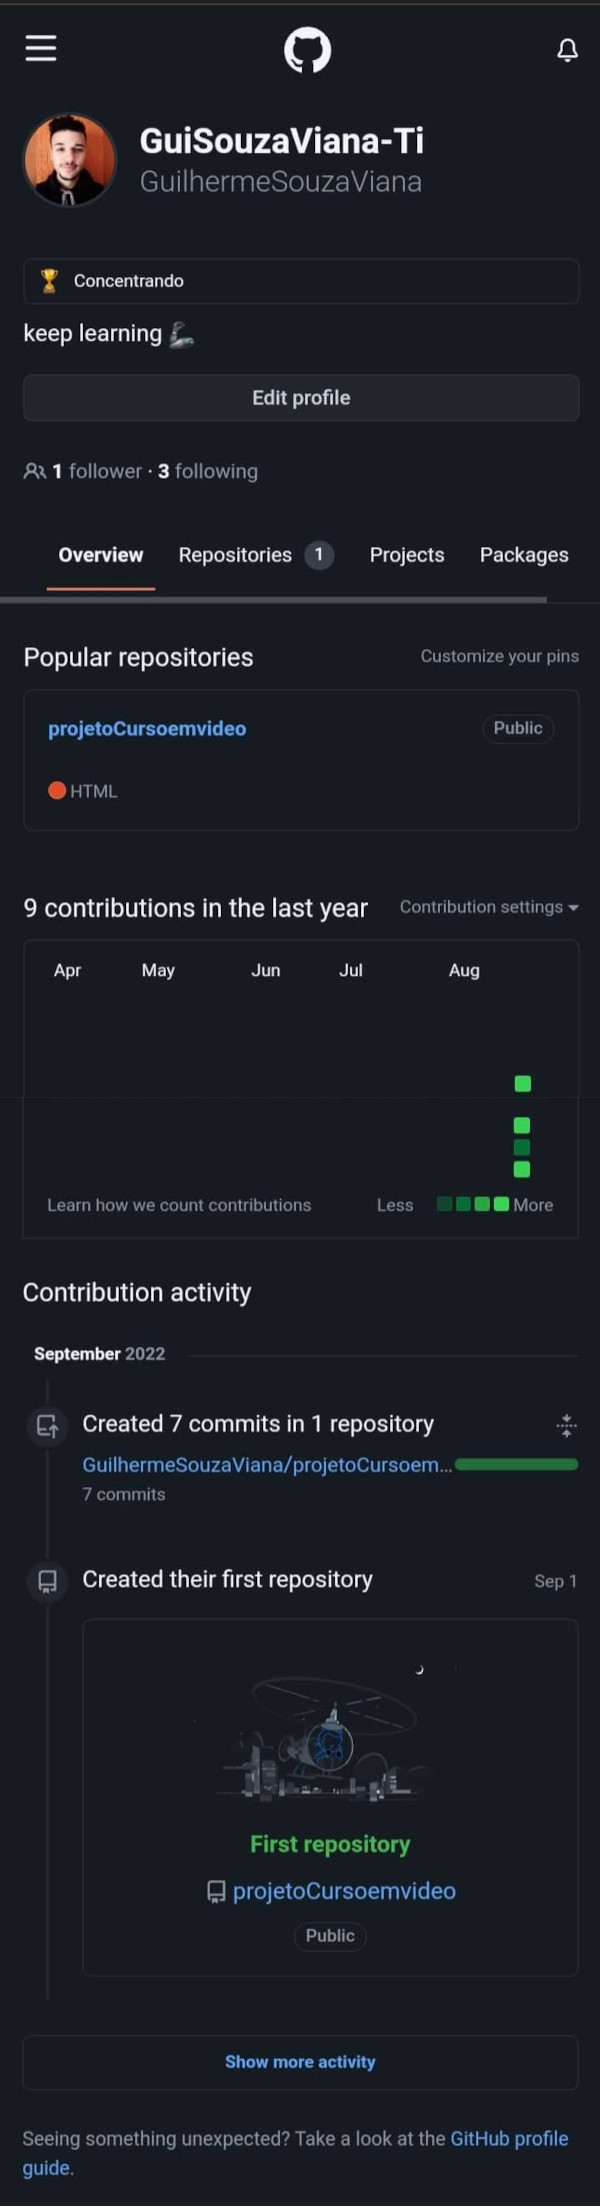 GuiSouzaViana-Ti
GuilhermeSouzaViana
🏆 Concentrando
keep learning 🦾
Edit profile
1 follower · 3 following
Overview Repositories 1 Projects Packages
Popular repositories Customize your pins
projetoCursoemvideo Public
HTML
9 contributions in the last year Contribution settings
Apr May Jun Jul Aug
Learn how we count contributions Less More
Contribution activity
September 2022
Created 7 commits in 1 repository
GuilhermeSouzaViana/projetoCursoem...
7 commits
Created their first repository Sep 1
First repository
projetoCursoemvideo
Public
Show more activity
Seeing something unexpected? Take a look at the GitHub profile
guide.